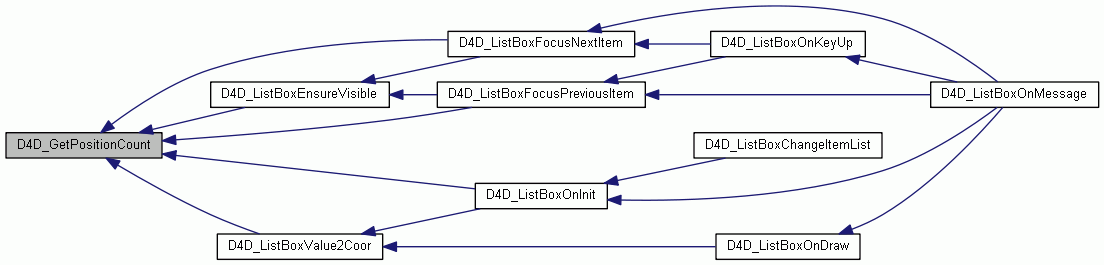 D4D_GetPositionCount
D4D_ListBoxFocusNextItem
D4D_ListBoxOnKeyUp
D4D_ListBoxEnsureVisible
D4D_ListBoxFocusPreviousItem
D4D_ListBoxOnMessage
D4D_ListBoxChangeItemList
D4D_ListBoxOnInit
D4D_ListBoxValue2Coor
D4D_ListBoxOnDraw